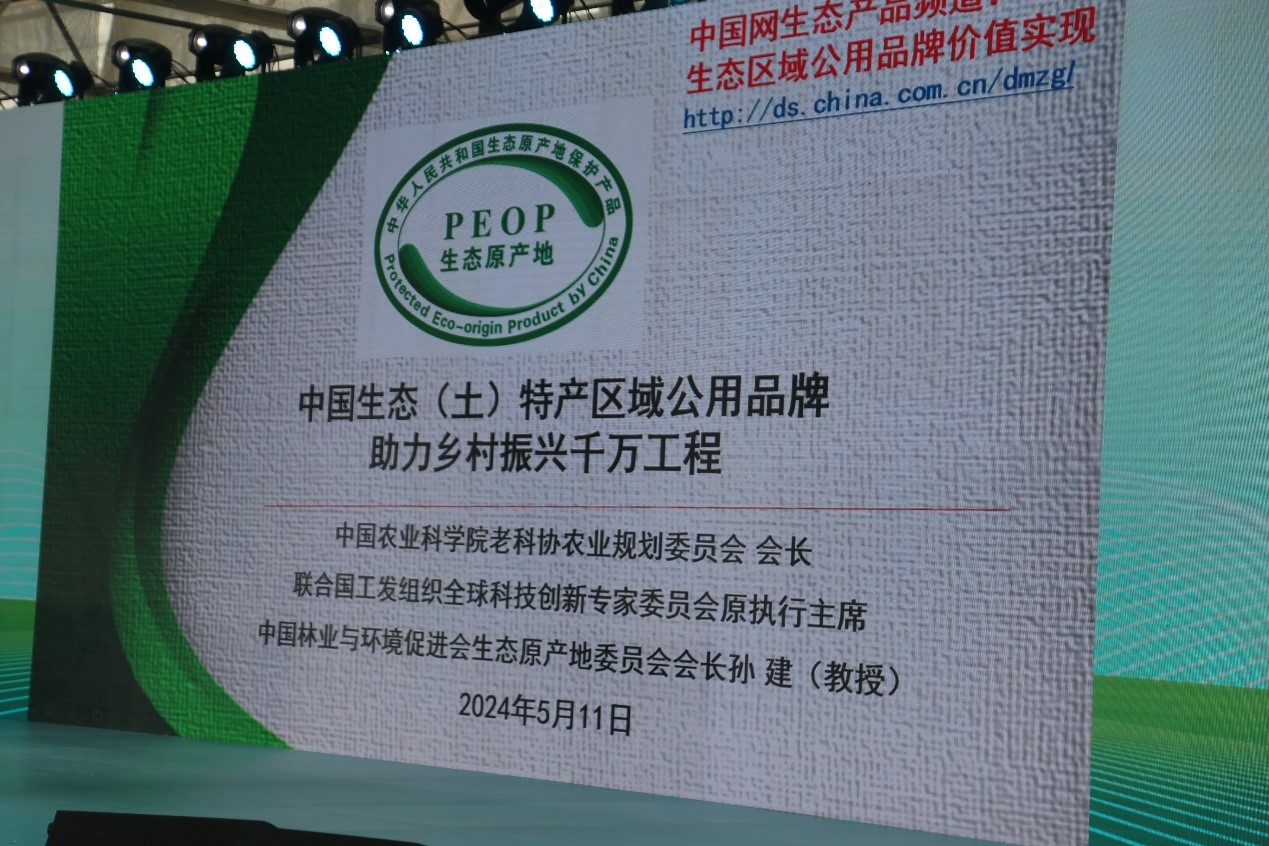 中国网生态产品频道：
生态区域公用品牌价值实现
http://ds.china.com.cn/dmzg/
中华人民共和国生态原产地保护产品
PEOP
生态原产地
Protected Eco-origin Product by China
中国生态（土）特产区域公用品牌
助力乡村振兴千万工程
中国农业科学院老科协农业规划委员会 会长
联合国工发组织全球科技创新专家委员会原执行主席
中国林业与环境促进会生态原产地委员会会长孙 建（教授）
2024年5月11日